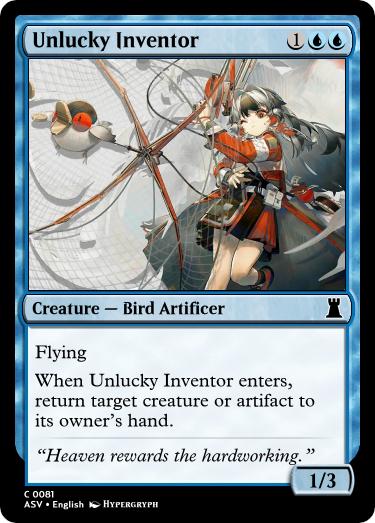 Unlucky Inventor 1
Creature — Bird Artificer
Flying
When Unlucky Inventor enters,
return target creature or artifact to
its owner's hand.
“Heaven rewards the hardworking.”
1/3
C 0081
ASV • English HYPERGRYPH